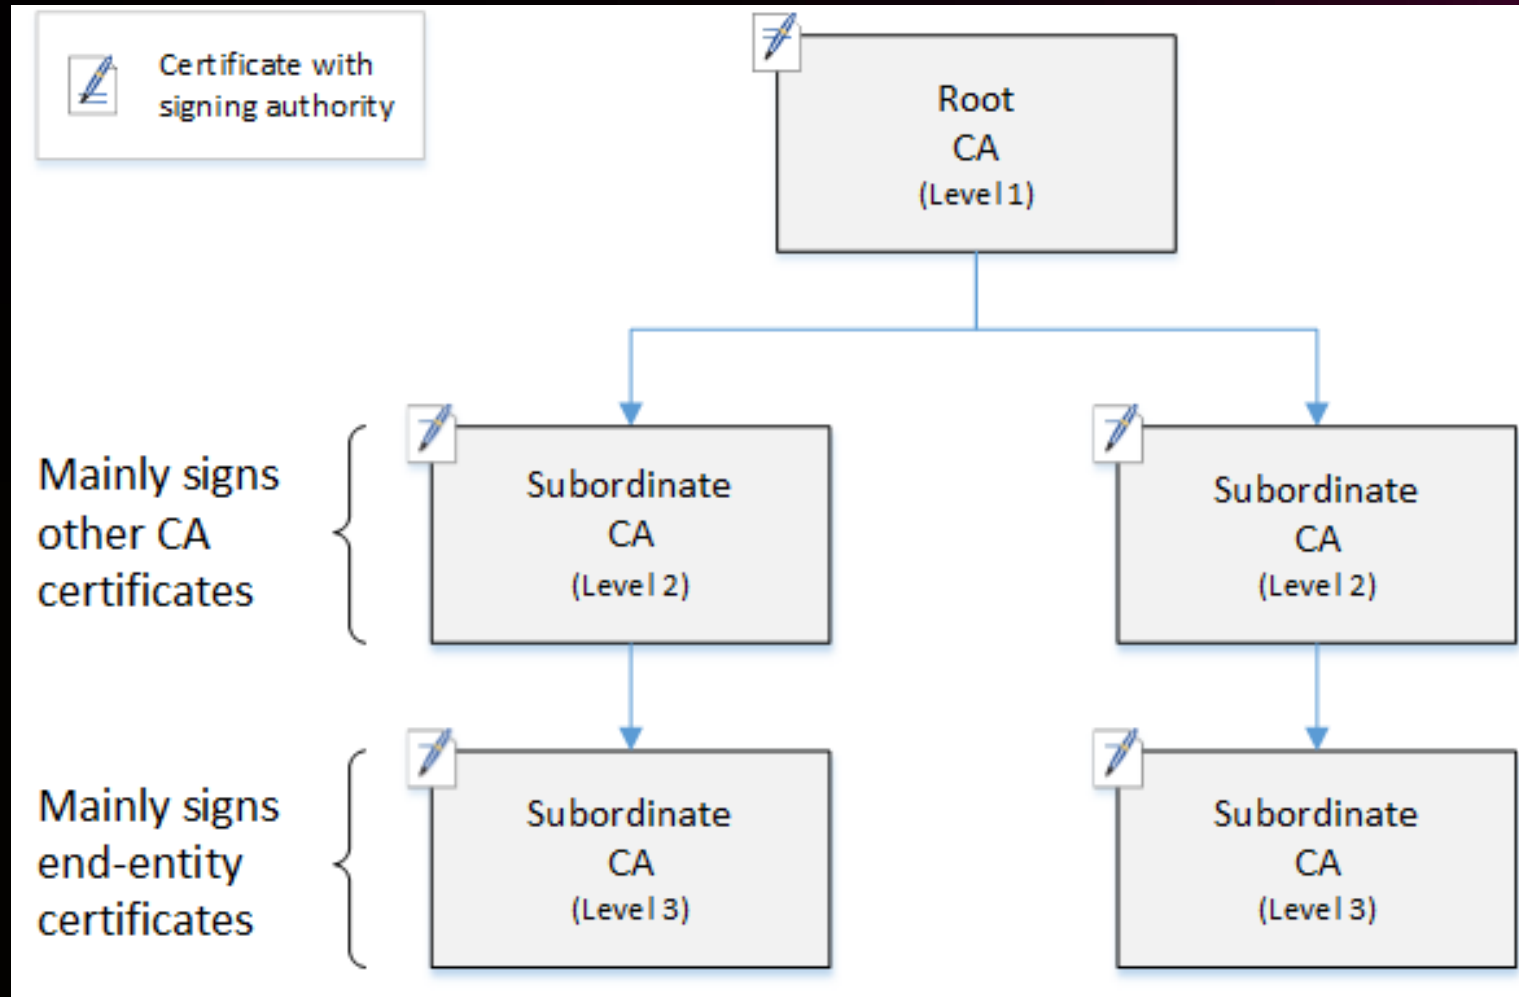 Certificate with
signing authority
Root
CA
(Level 1)
Mainly signs
other CA
certificates
Subordinate
CA
(Level 2)
Subordinate
CA
(Level 2)
Mainly signs
end-entity
certificates
Subordinate
CA
(Level 3)
Subordinate
CA
(Level 3)